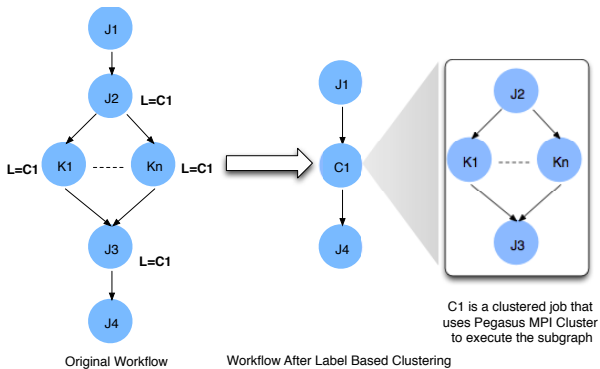 J1
J2
L=C1
L=C1
K1
Kn
L=C1
J3
L=C1
J4
Original Workflow
J1
C1
J4
Workflow After Label Based Clustering
J2
K1
Kn
J3
C1 is a clustered job that
uses Pegasus MPI Cluster
to execute the subgraph